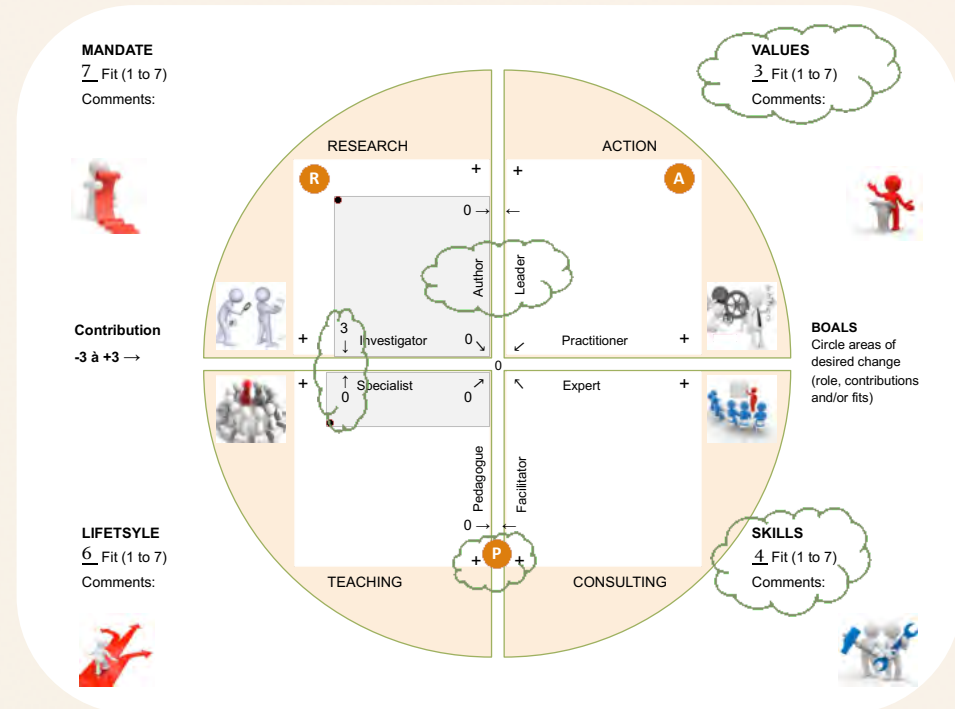 MANDATE
7 Fit (1 to 7)
Comments:
VALUES
3 Fit (1 to 7)
Comments:
RESEARCH
ACTION
R
A
+
+
0 →
←
Author
Leader
Contribution
-3 à +3 →
3
↓
+
Investigator
0
↘
↙
Practitioner
+
0
BOALS
Circle areas of
desired change
(role, contributions
and/or fits)
+
↑
0
Specialist
↗
0
↖
Expert
+
Pedagogue
Facilitator
0 →
←
+
P
+
TEACHING
CONSULTING
LIFETSYLE
6 Fit (1 to 7)
Comments:
SKILLS
4 Fit (1 to 7)
Comments: